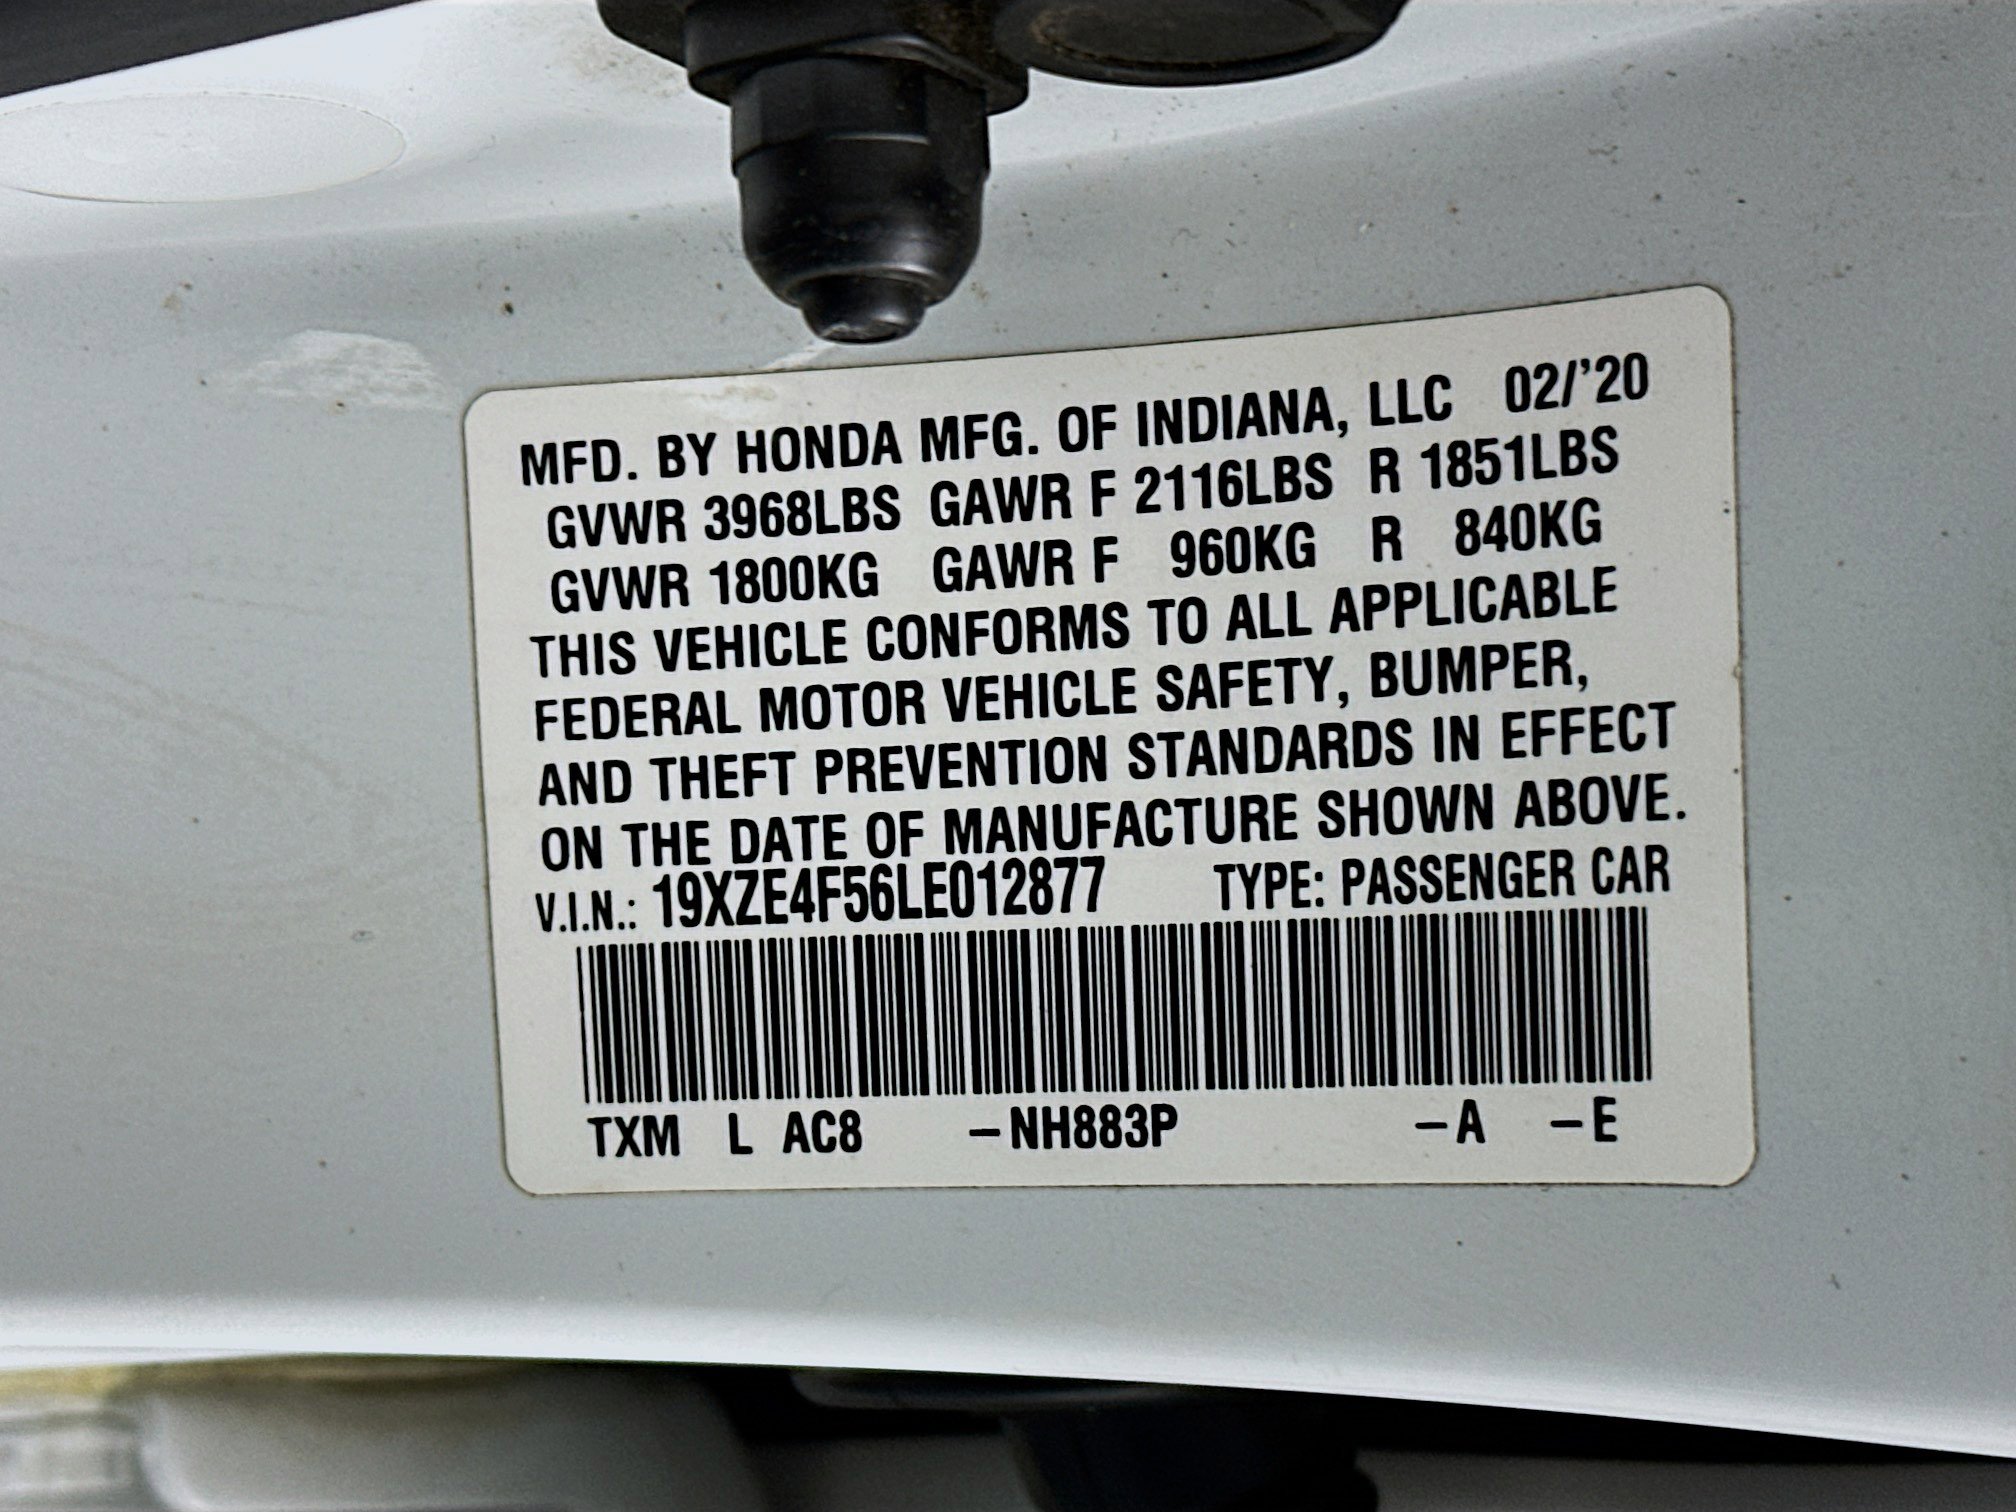 MFD. BY HONDA MFG. OF INDIANA, LLC 02/'20
GVWR 3968LBS GAWR F 2116LBS R 1851LBS
GVWR 1800KG GAWR F 960KG R 840KG
THIS VEHICLE CONFORMS TO ALL APPLICABLE
FEDERAL MOTOR VEHICLE SAFETY, BUMPER,
AND THEFT PREVENTION STANDARDS IN EFFECT
ON THE DATE OF MANUFACTURE SHOWN ABOVE.
V.I.N.: 19XZE4F56LE012877 TYPE: PASSENGER CAR
TXM L AC8 –NH883P –A –E